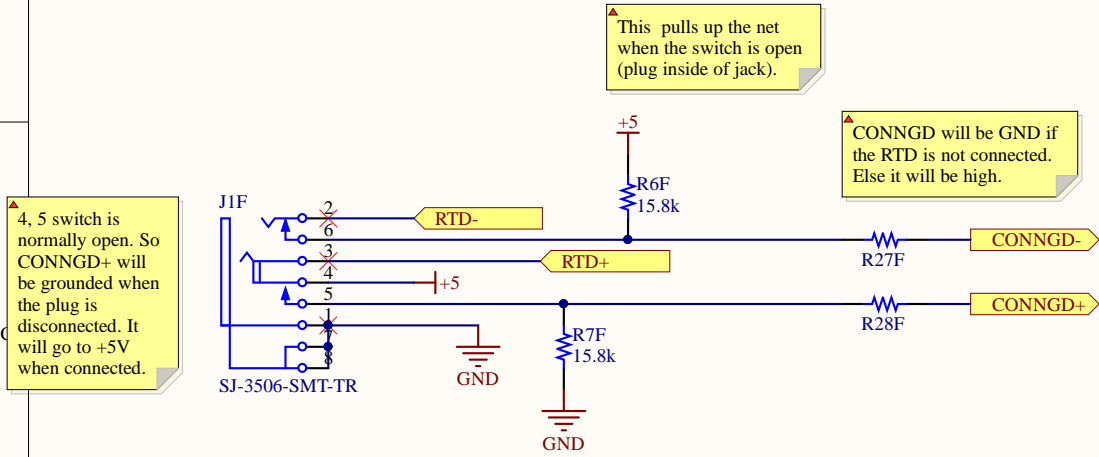 This  pulls up the net
when the switch is open
(plug inside of jack).
+5
CONNGD will be GND if
the RTD is not connected.
Else it will be high.
R6F
15.8k
4, 5 switch is
normally open. So
CONNGD+ will
be grounded when
the plug is
disconnected. It
will go to +5V
when connected.
J1F
2
RTD-
6
CONNGD-
R27F
3
RTD+
4
+5
5
CONNGD+
R28F
1
7
8
R7F
15.8k
GND
SJ-3506-SMT-TR
GND